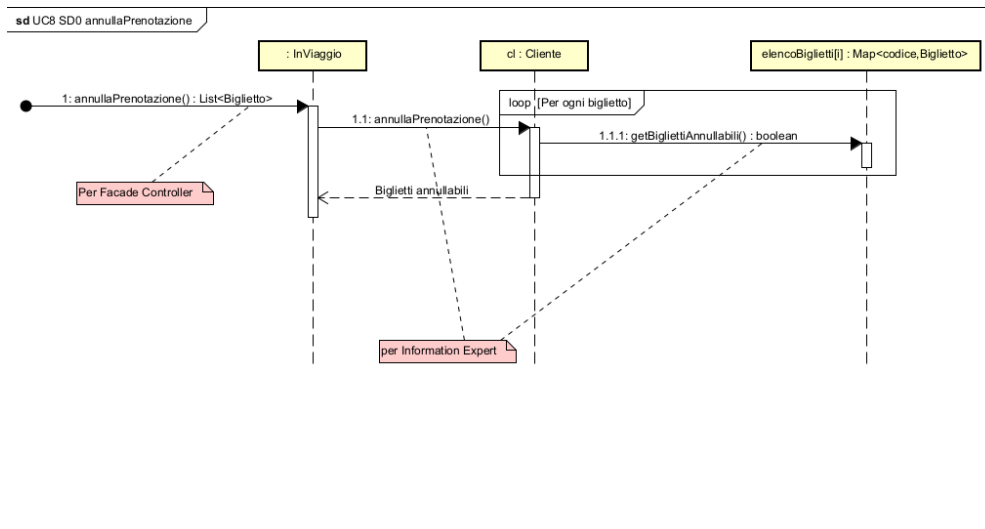 sd UC8 SD0 annullaPrenotazione
: InViaggio
cl : Cliente
elencoBiglietti[i] : Map<codice,Biglietto>
1: annullaPrenotazione() : List<Biglietto>
loop [Per ogni biglietto]
1.1: annullaPrenotazione()
1.1.1: getBigliettiAnnullabili() : boolean
Per Facade Controller
Biglietti annullabili
per Information Expert